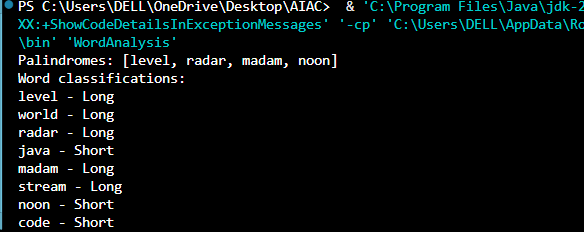 PS C:\Users\DELL\OneDrive\Desktop\AIAC>  & 'C:\Program Files\Java\jdk-2
XX:+ShowCodeDetailsInExceptionMessages' '-cp' 'C:\Users\DELL\AppData\Ro
\bin' 'WordAnalysis'
Palindromes: [level, radar, madam, noon]
Word classifications:
level - Long
world - Long
radar - Long
java - Short
madam - Long
stream - Long
noon - Short
code - Short